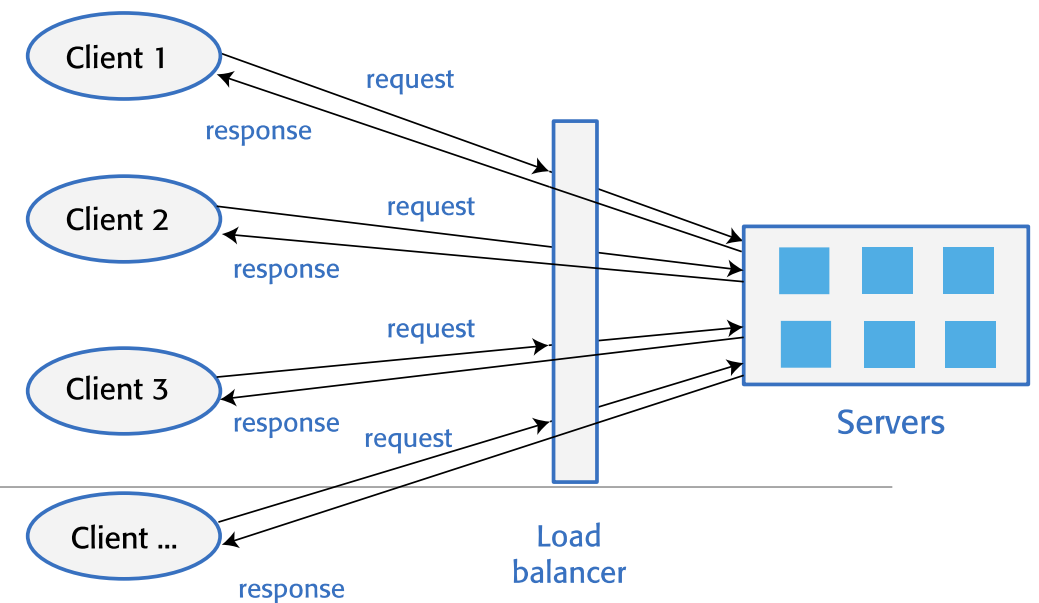 Client 1
request
response
Client 2
request
response
request
Client 3
response
request
Servers
Client ...
Load
balancer
response